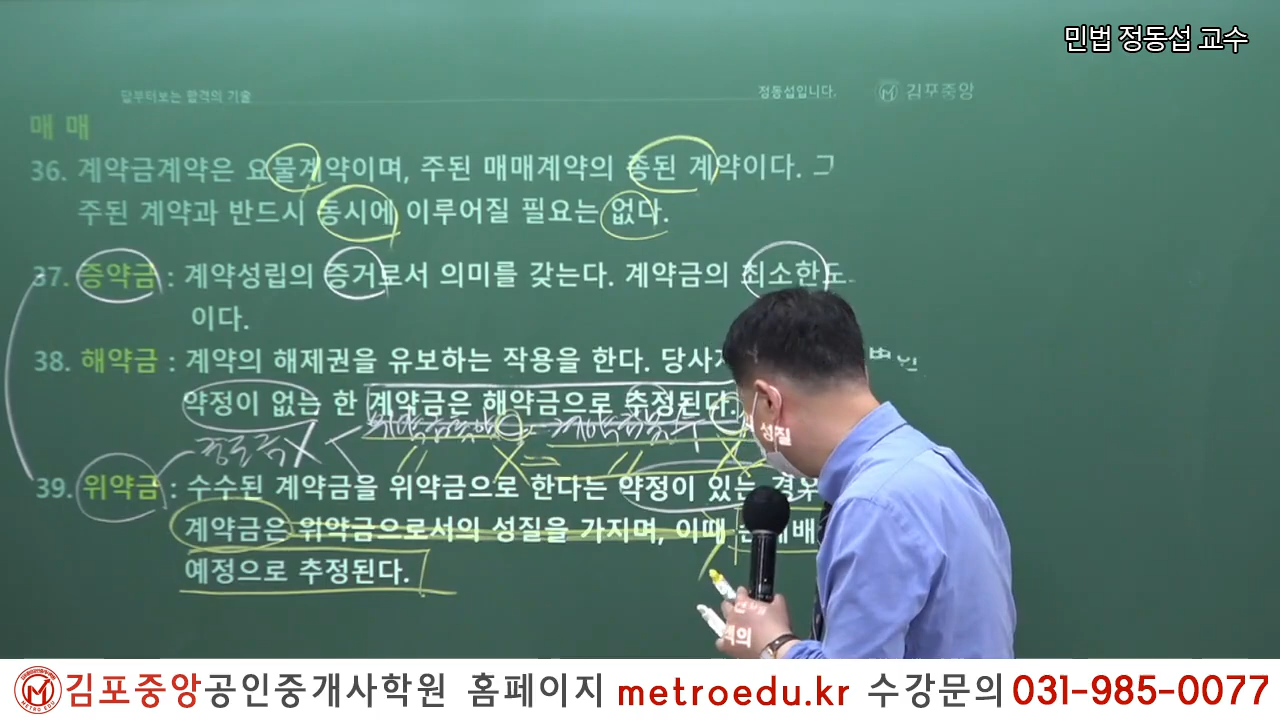 민법 정동섭 교수
달부터보는 합격의 기술
정동섭입니다.
김포중앙
매 매
36. 계약금계약은 요물계약이며, 주된 매매계약의 종된 계약이다. 그
주된 계약과 반드시 동시에 이루어질 필요는 없다.
37. 증약금 : 계약성립의 증거로서 의미를 갖는다. 계약금의 최소한도
이다.
38. 해약금 : 계약의 해제권을 유보하는 작용을 한다.
약정이 없는 한 계약금은 해약금으로 추정된다.
성질
39. 위약금 : 수수된 계약금을 위약금으로 한다는 약정이 있는 경우
계약금은 위약금으로서의 성질을 가지며, 이때
예정으로 추정된다.
김포중앙공인중개사학원 홈페이지 metroedu.kr 수강문의 031-985-0077